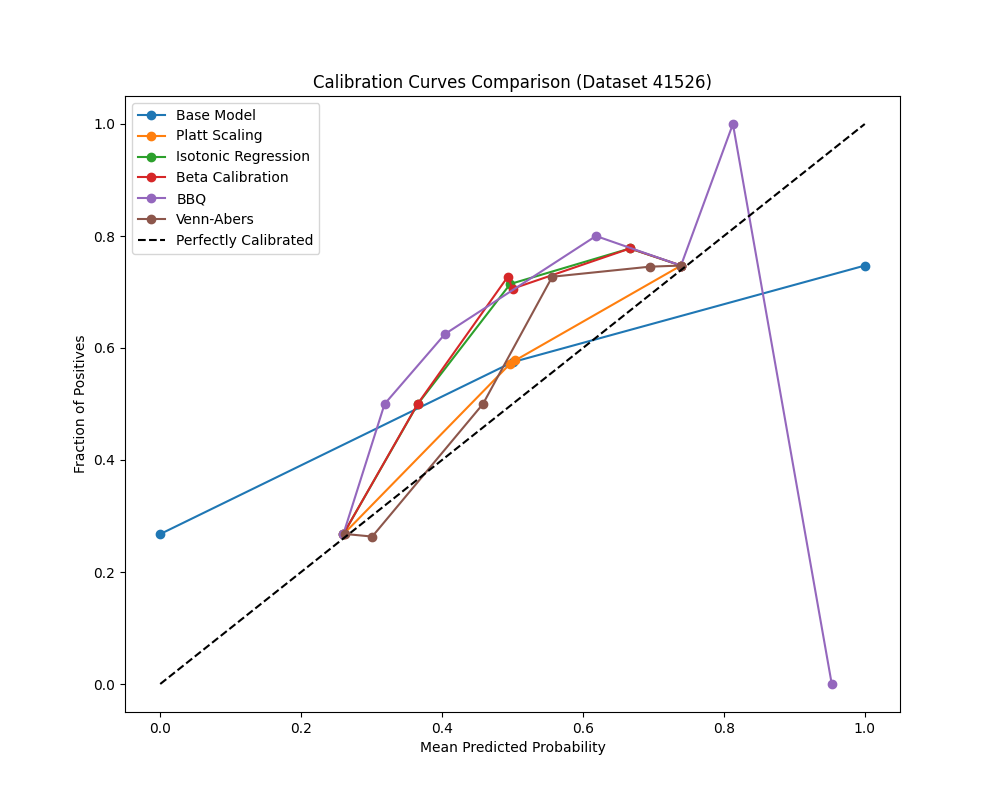 Calibration Curves Comparison (Dataset 41526)
Base Model
Platt Scaling
Isotonic Regression
Beta Calibration
BBQ
Venn-Abers
Perfectly Calibrated
Fraction of Positives
1.0
0.8
0.6
0.4
0.2
0.0
0.0 0.2 0.4 0.6 0.8 1.0
Mean Predicted Probability